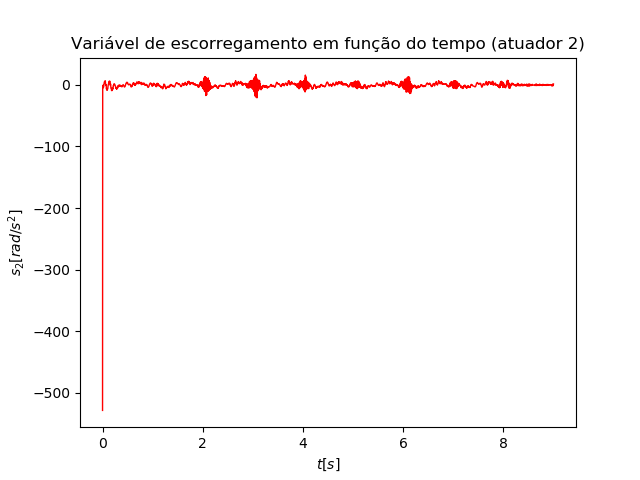 Variável de escorregamento em função do tempo (atuador 2)
0
−100
−200
−300
−400
−500
s₂[rad/s²]
0 2 4 6 8
t[s]